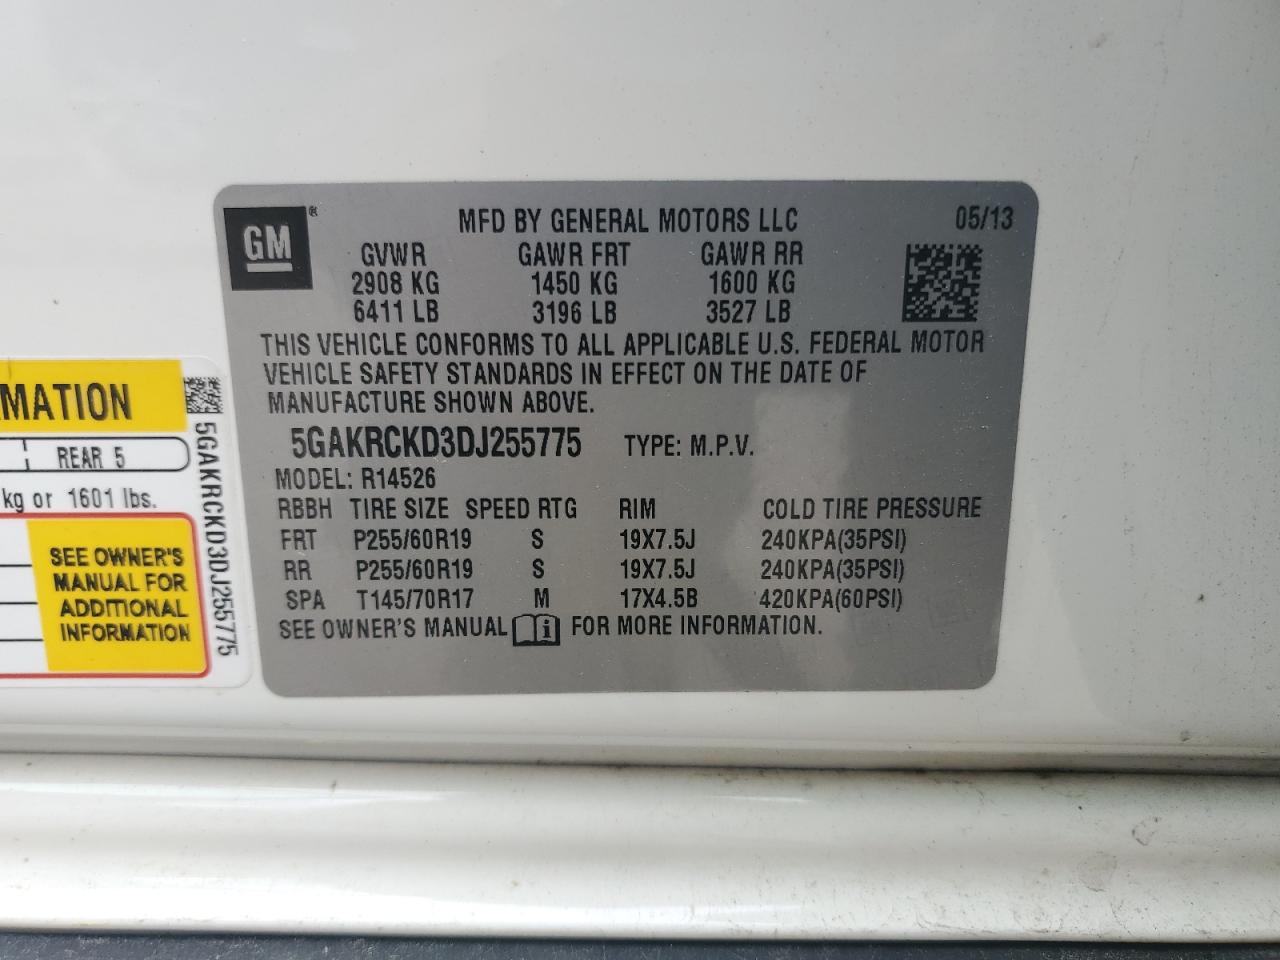 GM ®
MFD BY GENERAL MOTORS LLC 05/13
GVWR GAWR FRT GAWR RR
2908 KG 1450 KG 1600 KG
6411 LB 3196 LB 3527 LB
THIS VEHICLE CONFORMS TO ALL APPLICABLE U.S. FEDERAL MOTOR
VEHICLE SAFETY STANDARDS IN EFFECT ON THE DATE OF
MANUFACTURE SHOWN ABOVE.
5GAKRCKD3DJ255775 TYPE: M.P.V.
MODEL: R14526
RBBH TIRE SIZE SPEED RTG RIM COLD TIRE PRESSURE
FRT P255/60R19 S 19X7.5J 240KPA(35PSI)
RR P255/60R19 S 19X7.5J 240KPA(35PSI)
SPA T145/70R17 M 17X4.5B 420KPA(60PSI)
SEE OWNER'S MANUAL i FOR MORE INFORMATION.
MATION
REAR 5
kg or 1601 lbs.
SEE OWNER'S
MANUAL FOR
ADDITIONAL
INFORMATION
5GAKRCKD3DJ255775